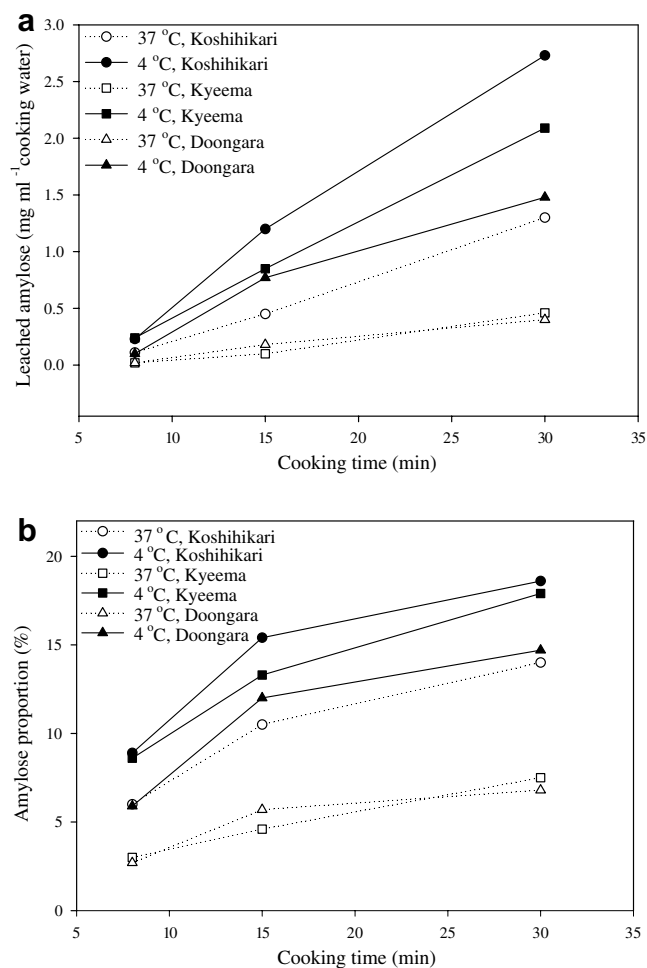 a
3.0
2.5
2.0
1.5
1.0
0.5
0.0
Leached amylose (mg ml -1 cooking water)
37 °C, Koshihikari
4 °C, Koshihikari
37 °C, Kyeema
4 °C, Kyeema
37 °C, Doongara
4 °C, Doongara
5 10 15 20 25 30 35
Cooking time (min)
b
20
15
10
5
0
Amylose proportion (%)
37 °C, Koshihikari
4 °C, Koshihikari
37 °C, Kyeema
4 °C, Kyeema
37 °C, Doongara
4 °C, Doongara
5 10 15 20 25 30 35
Cooking time (min)